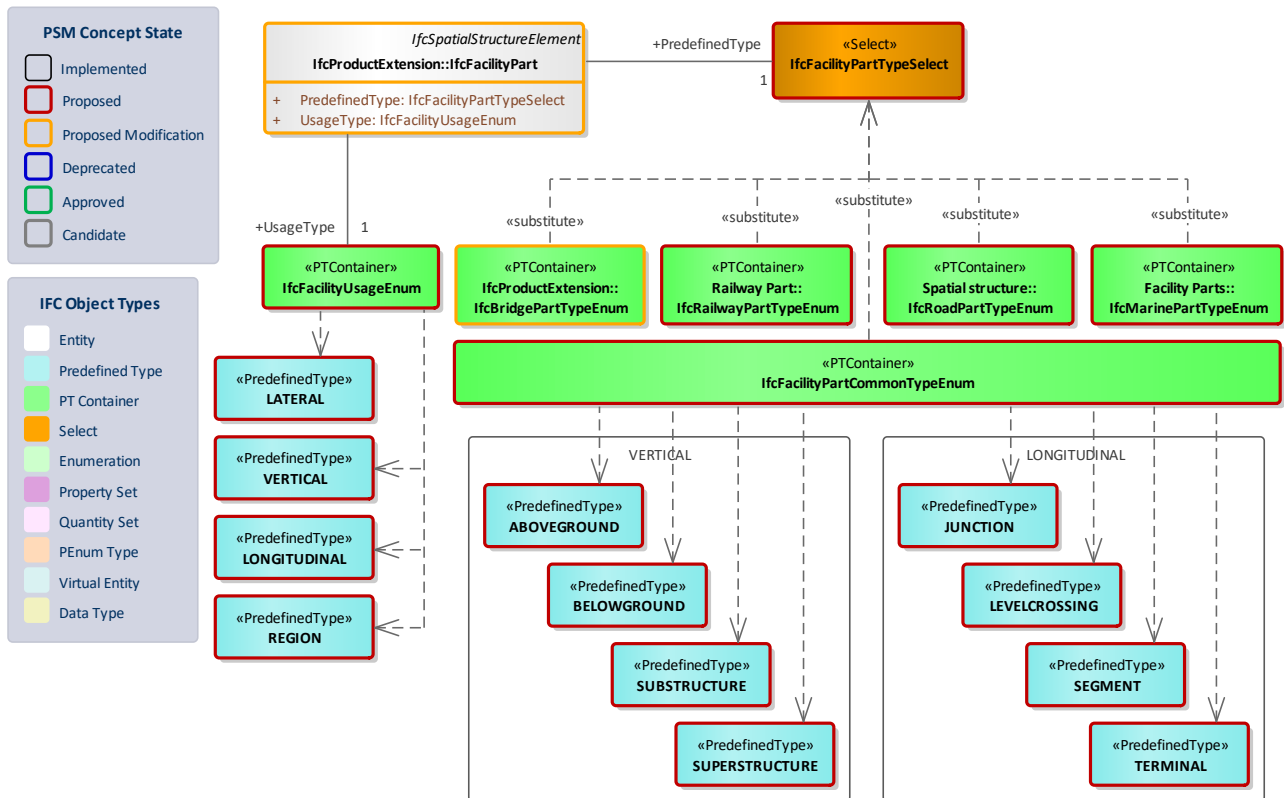 PSM Concept State
Implemented
Proposed
Proposed Modification
Deprecated
Approved
Candidate
IFC Object Types
Entity
Predefined Type
PT Container
Select
Enumeration
Property Set
Quantity Set
PEnum Type
Virtual Entity
Data Type
IfcSpatialStructureElement
IfcProductExtension::IfcFacilityPart
+ PredefinedType: IfcFacilityPartTypeSelect
+ UsageType: IfcFacilityUsageEnum
+PredefinedType
1
«Select»
IfcFacilityPartTypeSelect
+UsageType 1
«substitute»
«substitute»
«substitute»
«substitute»
«substitute»
«PTContainer»
IfcFacilityUsageEnum
«PTContainer»
IfcProductExtension::
IfcBridgePartTypeEnum
«PTContainer»
Railway Part::
IfcRailwayPartTypeEnum
«PTContainer»
Spatial structure::
IfcRoadPartTypeEnum
«PTContainer»
Facility Parts::
IfcMarinePartTypeEnum
«PTContainer»
IfcFacilityPartCommonTypeEnum
«PredefinedType»
LATERAL
«PredefinedType»
VERTICAL
«PredefinedType»
LONGITUDINAL
«PredefinedType»
REGION
VERTICAL
«PredefinedType»
ABOVEGROUND
«PredefinedType»
BELOWGROUND
«PredefinedType»
SUBSTRUCTURE
«PredefinedType»
SUPERSTRUCTURE
LONGITUDINAL
«PredefinedType»
JUNCTION
«PredefinedType»
LEVELCROSSING
«PredefinedType»
SEGMENT
«PredefinedType»
TERMINAL